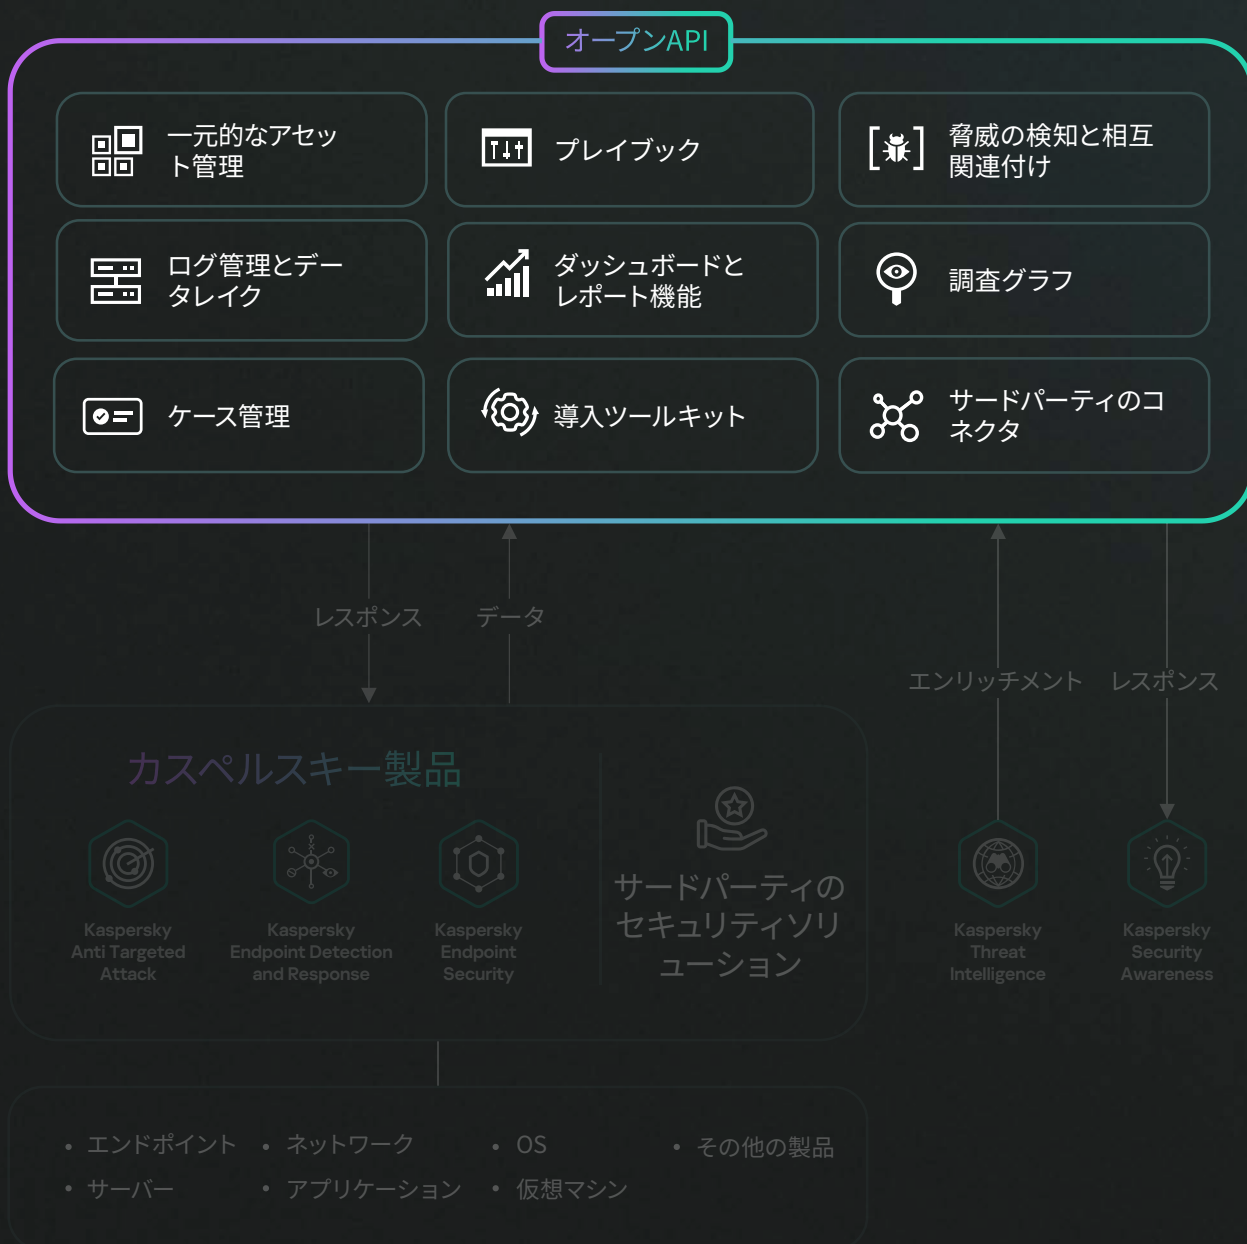 オープンAPI
一元的なアセッ
ト管理
プレイブック
脅威の検知と相互
関連付け
ログ管理とデー
タレイク
ダッシュボードと
レポート機能
調査グラフ
ケース管理
導入ツールキット
サードパーティのコ
ネクタ
レスポンス
データ
エンリッチメント
レスポンス
カスペルスキー製品
Kaspersky
Anti Targeted
Attack
Kaspersky
Endpoint Detection
and Response
Kaspersky
Endpoint
Security
サードパーティの
セキュリティソリ
ューション
Kaspersky
Threat
Intelligence
Kaspersky
Security
Awareness
• エンドポイント
• ネットワーク
• OS
• その他の製品
• サーバー
• アプリケーション
• 仮想マシン